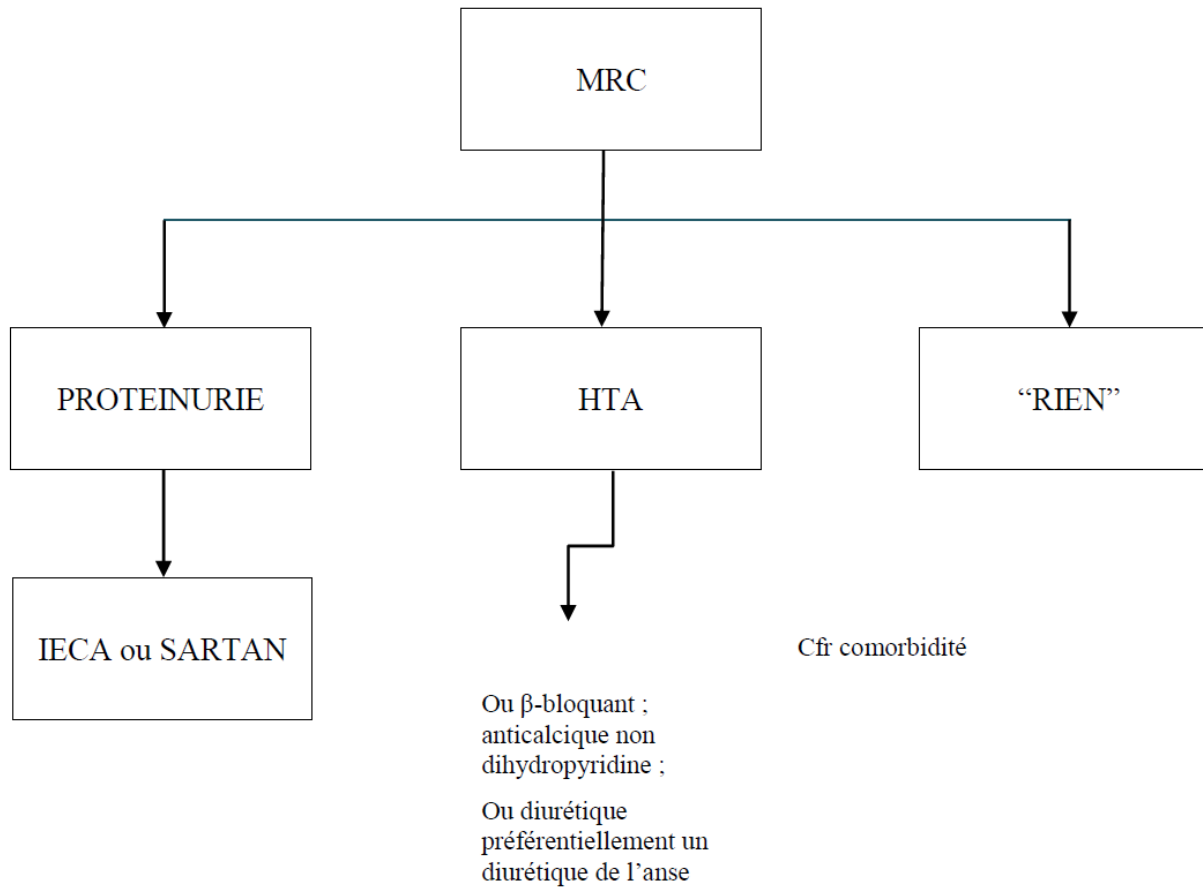 MRC
PROTEINURIE
HTA
“RIEN”
IECA ou SARTAN
Cfr comorbidité
Ou β-bloquant ;
anticalcique non
dihydropyridine ;
Ou diurétique
préférentiellement un
diurétique de l’anse